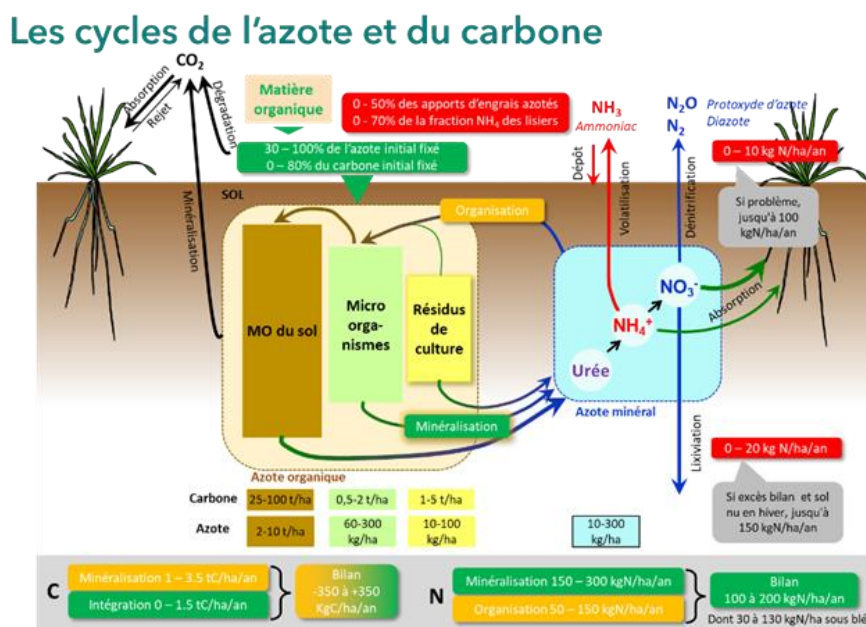 Les cycles de l'azote et du carbone
CO₂
Absorption
Rejet
Dégradation
Minéralisation
Matière
organique
0 - 50% des apports d'engrais azotés
0 - 70% de la fraction NH₄ des lisiers
30 – 100% de l'azote initial fixé
0 – 80% du carbone initial fixé
NH₃
Ammoniac
Dépôt
Volatilisation
N₂O
Protoxyde d'azote
N₂
Diazote
Dénitrification
0 – 10 kg N/ha/an
Si problème,
jusqu'à 100
kgN/ha/an
SOL
Organisation
MO du sol
Micro
orga-
nismes
Résidus
de
culture
Minéralisation
Azote organique
Urée
NH₄⁺
NO₃⁻
Absorption
Azote minéral
Lixiviation
0 – 20 kg N/ha/an
Si excès bilan et sol
nu en hiver, jusqu'à
150 kgN/ha/an
Carbone 25-100 t/ha 0,5-2 t/ha 1-5 t/ha
Azote 2-10 t/ha 60-300 kg/ha 10-100 kg/ha 10-300 kg/ha
C
Minéralisation 1 – 3.5 tC/ha/an
Intégration 0 – 1.5 tC/ha/an
Bilan
-350 à +350
KgC/ha/an
N
Minéralisation 150 – 300 kgN/ha/an
Organisation 50 – 150 kgN/ha/an
Bilan
100 à 200 kgN/ha/an
Dont 30 à 130 kgN/ha sous blé